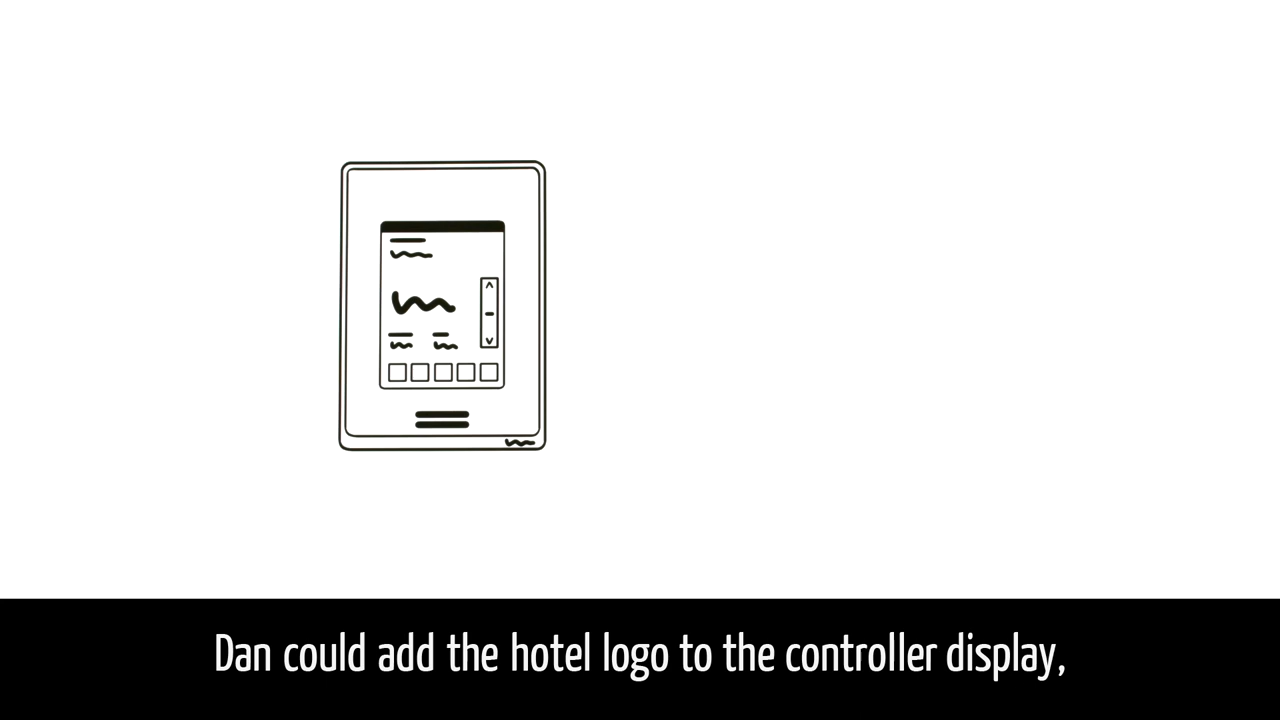 Dan could add the hotel logo to the controller display,